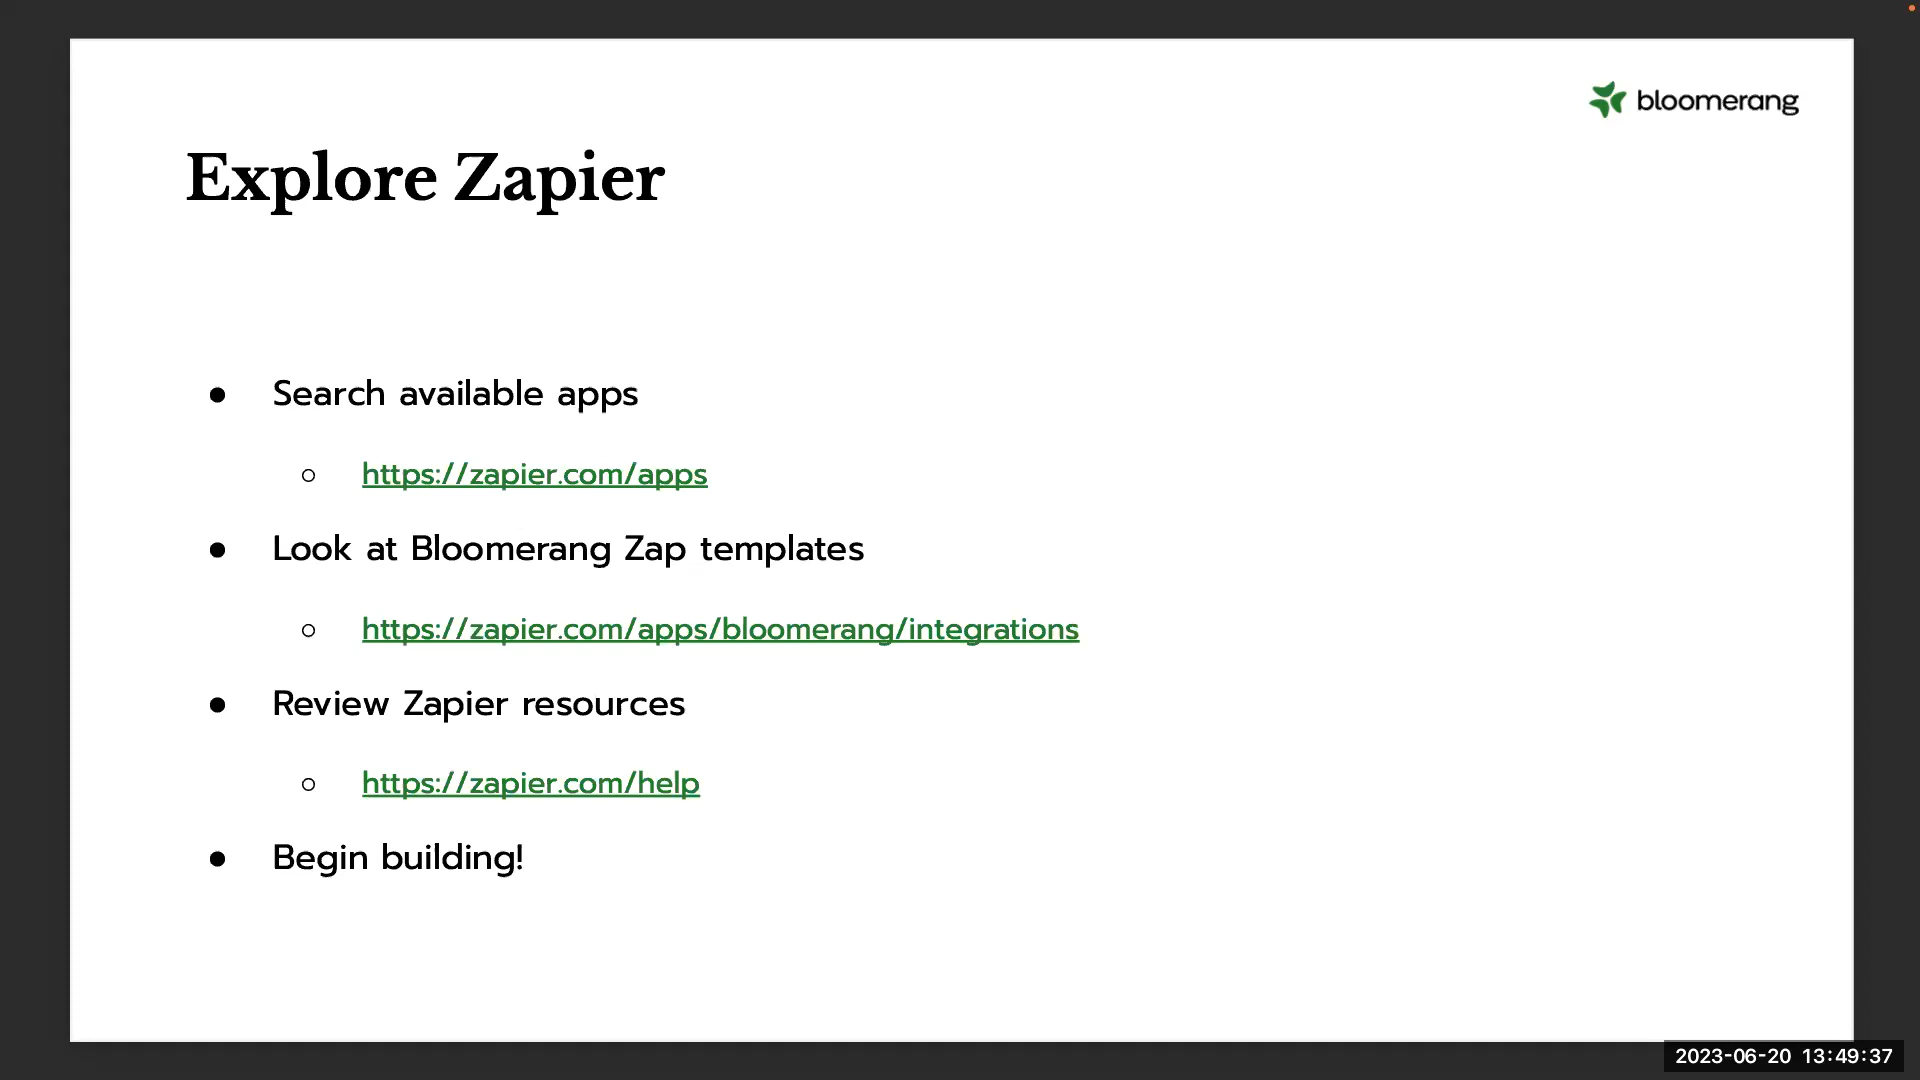 bloomerang
Explore Zapier
● Search available apps
○ https://zapier.com/apps
● Look at Bloomerang Zap templates
○ https://zapier.com/apps/bloomerang/integrations
● Review Zapier resources
○ https://zapier.com/help
● Begin building!
2023-06-20 13:49:37